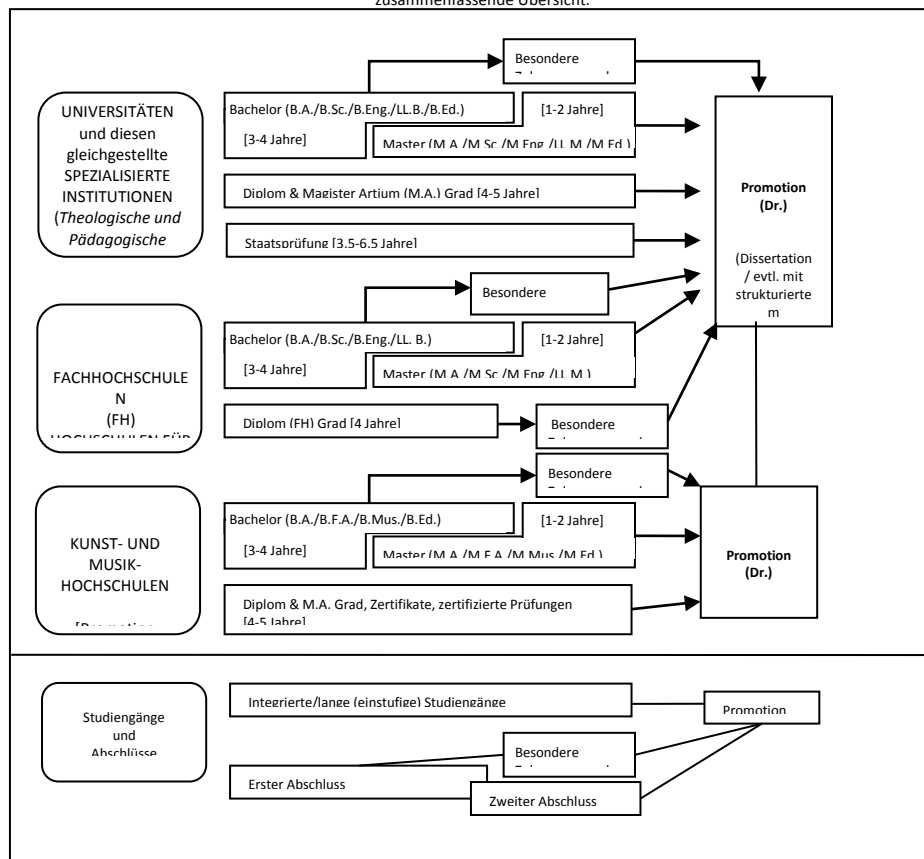 zusammenfassende Übersicht.
Besondere
UNIVERSITÄTEN
und diesen
gleichgestellte
SPEZIALISIERTE
INSTITUTIONEN
(Theologische und
Pädagogische
Bachelor (B.A./B.Sc./B.Eng./LL.B./B.Ed.)
[3-4 Jahre]
[1-2 Jahre]
Master (M.A./M.Sc./M.Eng./LL.M./M.Ed.)
Diplom & Magister Artium (M.A.) Grad [4-5 Jahre]
Staatsprüfung [3.5-6.5 Jahre]
Promotion
(Dr.)
(Dissertation
/ evtl. mit
strukturierte
m
FACHHOCHSCHULE
N
(FH)
HOCHSCHULEN FÜR
Besondere
Bachelor (B.A./B.Sc./B.Eng./LL. B.)
[3-4 Jahre]
[1-2 Jahre]
Master (M.A./M.Sc./M.Eng./LL.M.)
Diplom (FH) Grad [4 Jahre]
Besondere
KUNST- UND
MUSIK-
HOCHSCHULEN
[Promotion
Besondere
Bachelor (B.A./B.F.A./B.Mus./B.Ed.)
[3-4 Jahre]
[1-2 Jahre]
Master (M.A./M.F.A./M.Mus./M.Ed.)
Diplom & M.A. Grad, Zertifikate, zertifizierte Prüfungen
[4-5 Jahre]
Promotion
(Dr.)
Studiengänge
und
Abschlüsse
Integrierte/lange (einstufige) Studiengänge
Promotion
Besondere
Erster Abschluss
Zweiter Abschluss